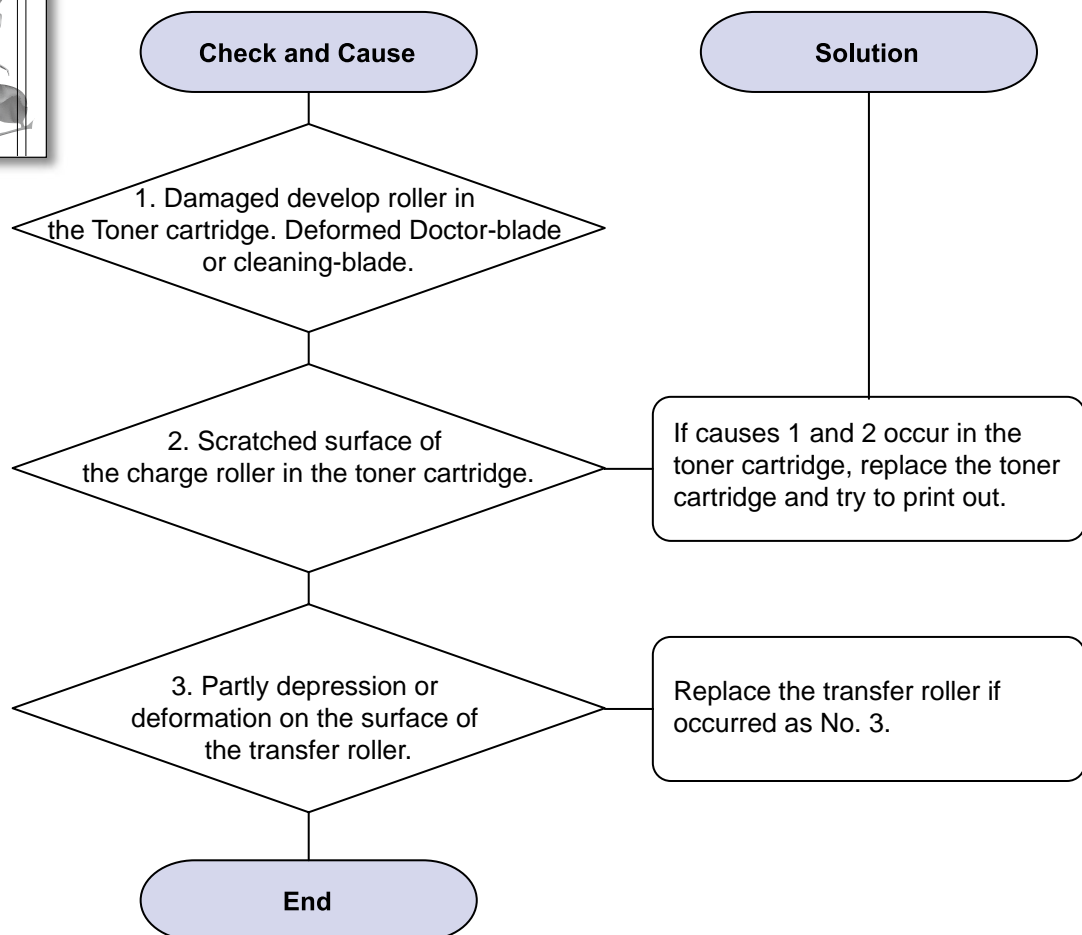 Check and Cause
Solution
1. Damaged develop roller in
the Toner cartridge. Deformed Doctor-blade
or cleaning-blade.
2. Scratched surface of
the charge roller in the toner cartridge.
If causes 1 and 2 occur in the
toner cartridge, replace the toner
cartridge and try to print out.
3. Partly depression or
deformation on the surface of
the transfer roller.
Replace the transfer roller if
occurred as No. 3.
End